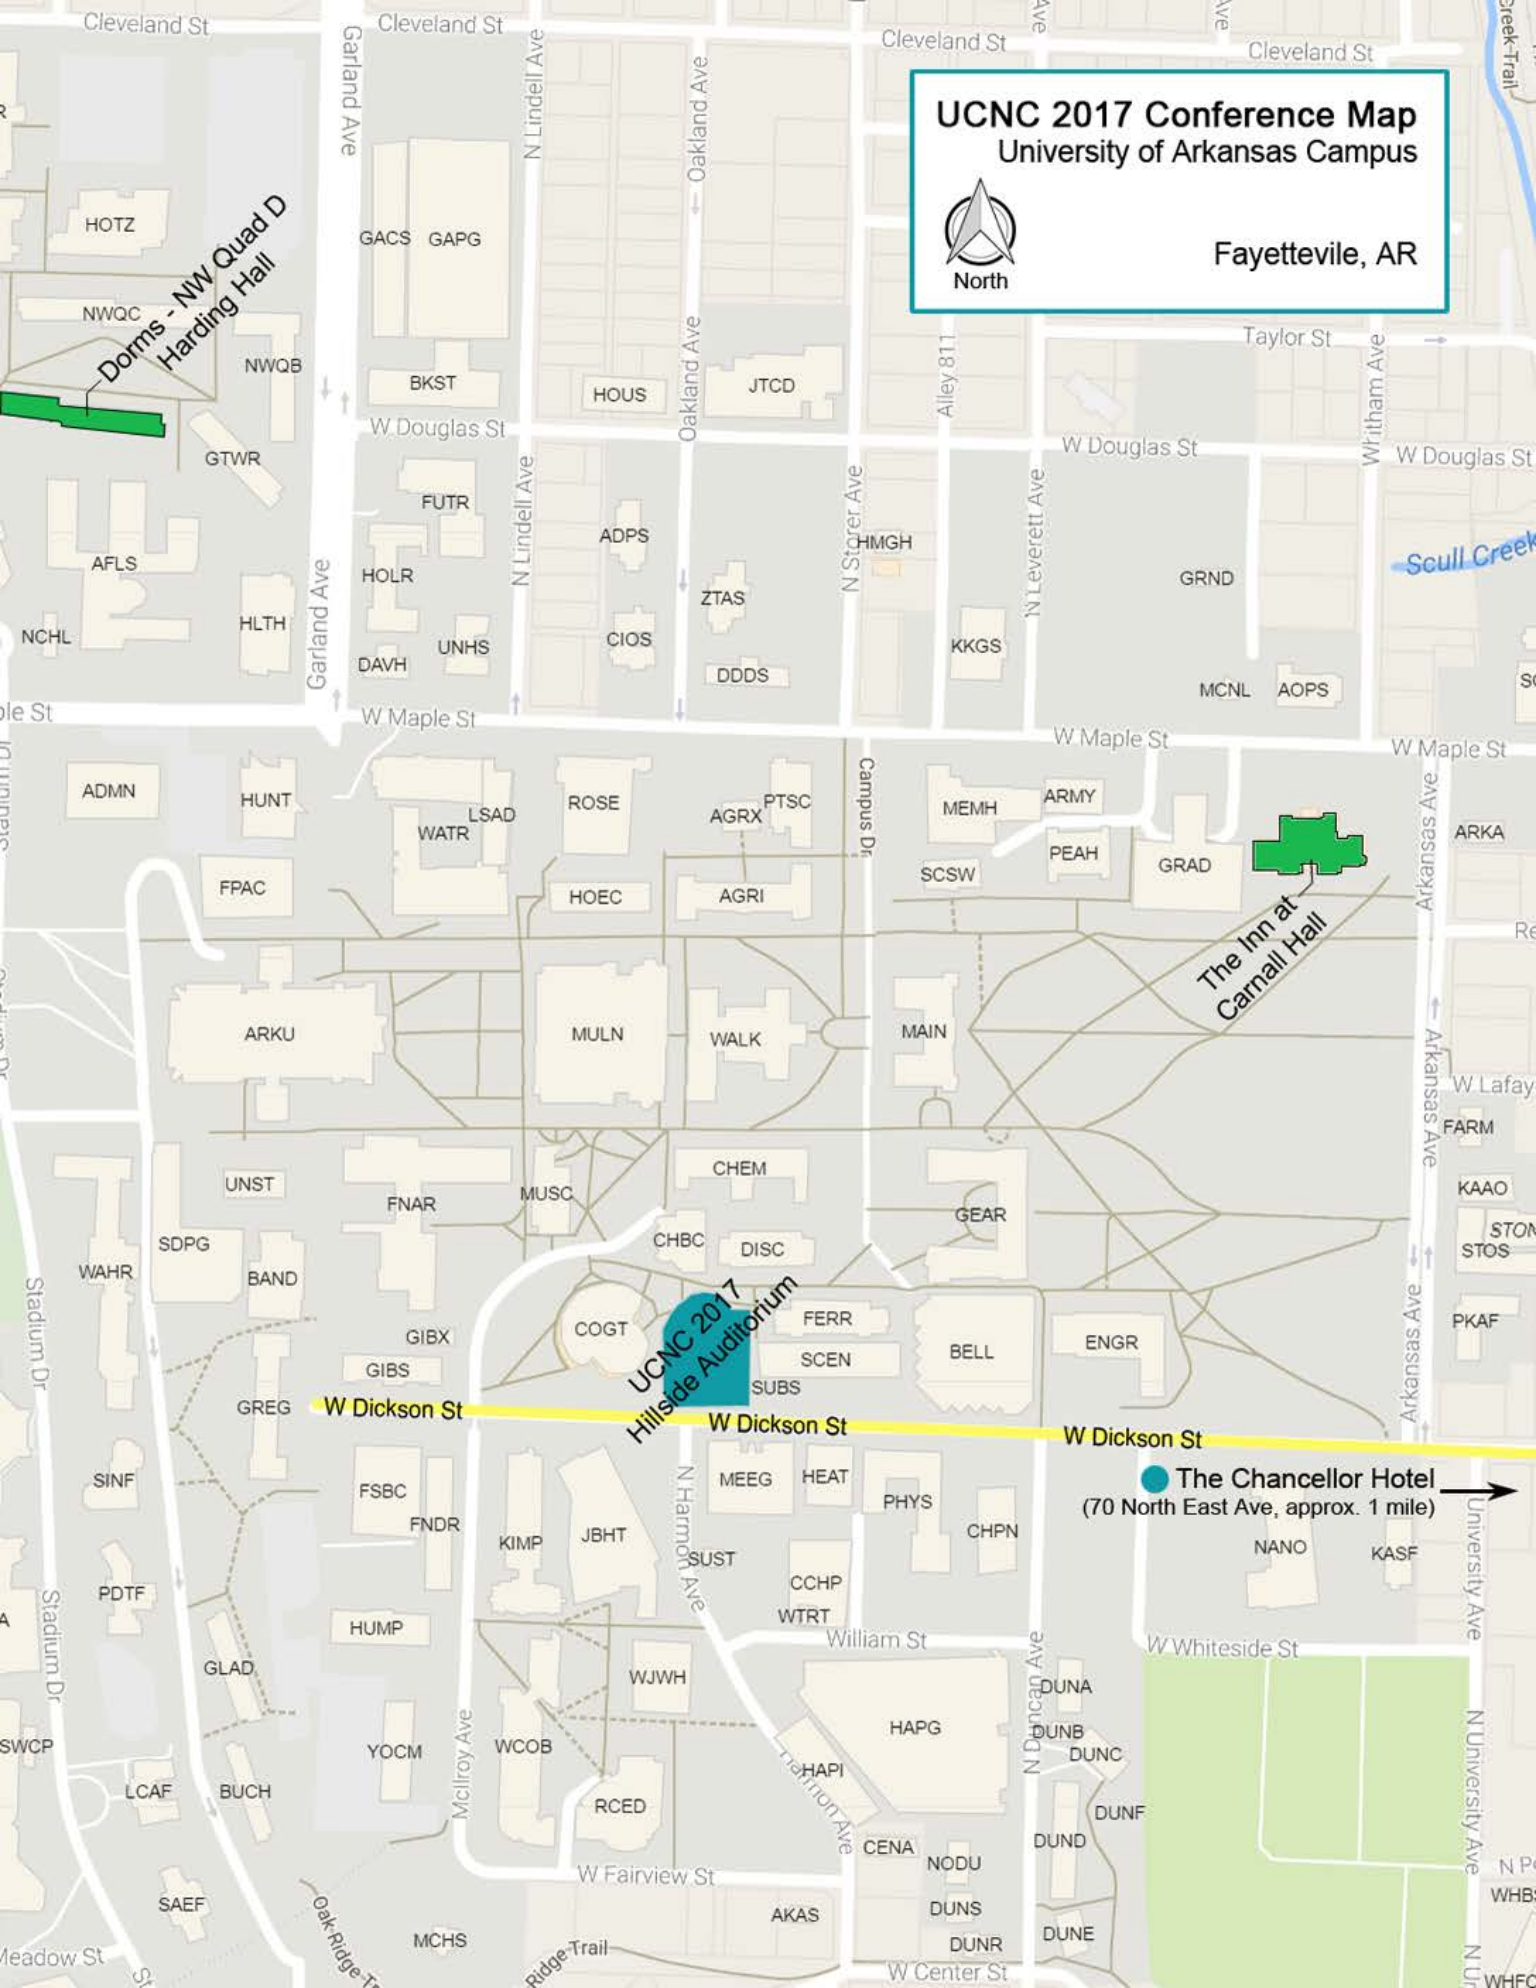 Cleveland St
Cleveland St
Cleveland St
Cleveland St
Garland Ave
N Lindell Ave
Oakland Ave
Ave
Ave
Creek-Trail
UCNC 2017 Conference Map
University of Arkansas Campus
North
Fayettevile, AR
HOTZ
GACS
GAPG
Dorms - NW Quad D
Harding Hall
NWQC
NWQB
BKST
HOUS
Oakland Ave
JTCD
Alley 811
Taylor St
Writham Ave
W Douglas St
W Douglas St
W Douglas St
GTWR
FUTR
AFLS
HOLR
N Lindell Ave
ADPS
ZTAS
N Storer Ave
HMGH
N Leverett Ave
GRND
Scull Creek
NCHL
HLTH
Garland Ave
DAVH
UNHS
CIOS
DDDS
KKGS
MCNL
AOPS
ple St
W Maple St
W Maple St
W Maple St
Stadium Dr
ADMN
HUNT
WATR
LSAD
ROSE
AGRX
PTSC
Campus Dr
MEMH
ARMY
PEAH
SCSW
GRAD
Arkansas Ave
ARKA
FPAC
HOEC
AGRI
The Inn at
Carnall Hall
ARKU
MULN
WALK
MAIN
Arkansas Ave
W Lafay
FARM
UNST
FNAR
MUSC
CHEM
GEAR
KAAO
STON
STOS
SDPG
WAHR
BAND
CHBC
DISC
Stadium Dr
GIBX
GIBS
COGT
UCNC 2017
Hillside Auditorium
FERR
SCEN
SUBS
BELL
ENGR
Arkansas Ave
PKAF
GREG
W Dickson St
W Dickson St
W Dickson St
The Chancellor Hotel
(70 North East Ave, approx. 1 mile)
SINF
FSBC
FNDR
KIMP
JBHT
N Harmon Ave
MEEG
HEAT
PHYS
CHPN
SUST
CCHP
WTRT
NANO
KASF
University Ave
PDTF
HUMP
Stadium Dr
GLAD
WJWH
William St
W Whiteside St
HAPG
N Duncan Ave
DUNA
DUNB
DUNC
DUNF
DUND
SWCP
LCAF
BUCH
YOCM
McIlroy Ave
WCOB
RCED
HAPI
Harmon Ave
CENA
NODU
N University Ave
W Fairview St
SAEF
MCHS
AKAS
DUNS
DUNR
DUNE
WHBS
Meadow St
Oak-Ridge-Tr
Ridge-Trail
W Center St